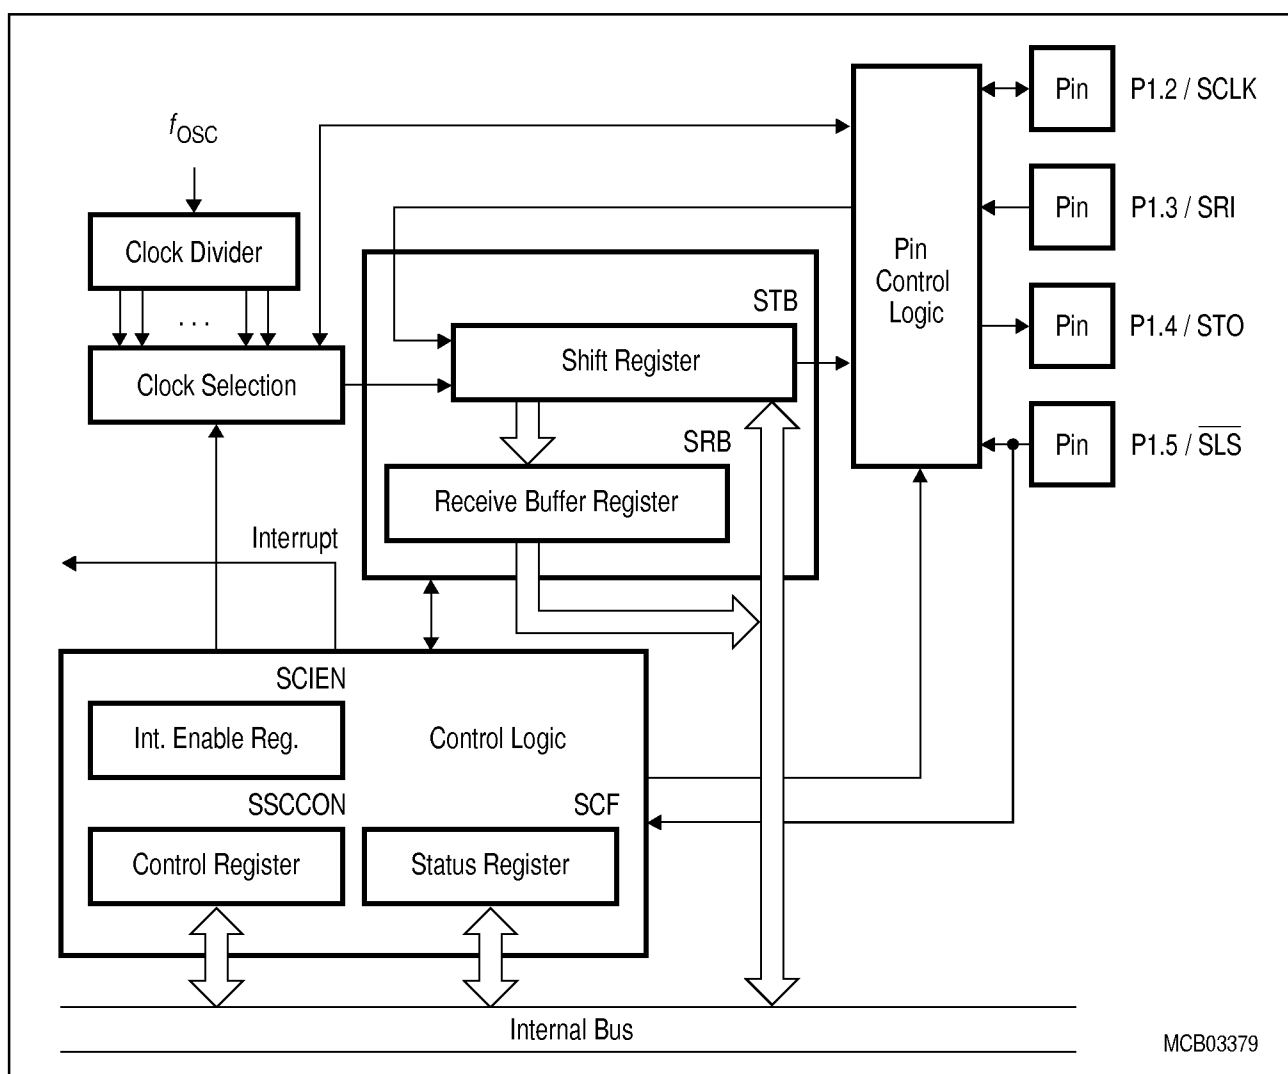 Pin P1.2 / SCLK
fOSC
Pin P1.3 / SRI
Clock Divider
Pin
Control
Logic
STB
Pin P1.4 / STO
. . .
Shift Register
Clock Selection
SRB
Pin P1.5 / S̅L̅S̅
Receive Buffer Register
Interrupt
SCIEN
Int. Enable Reg.
Control Logic
SSCCON
SCF
Control Register
Status Register
Internal Bus
MCB03379